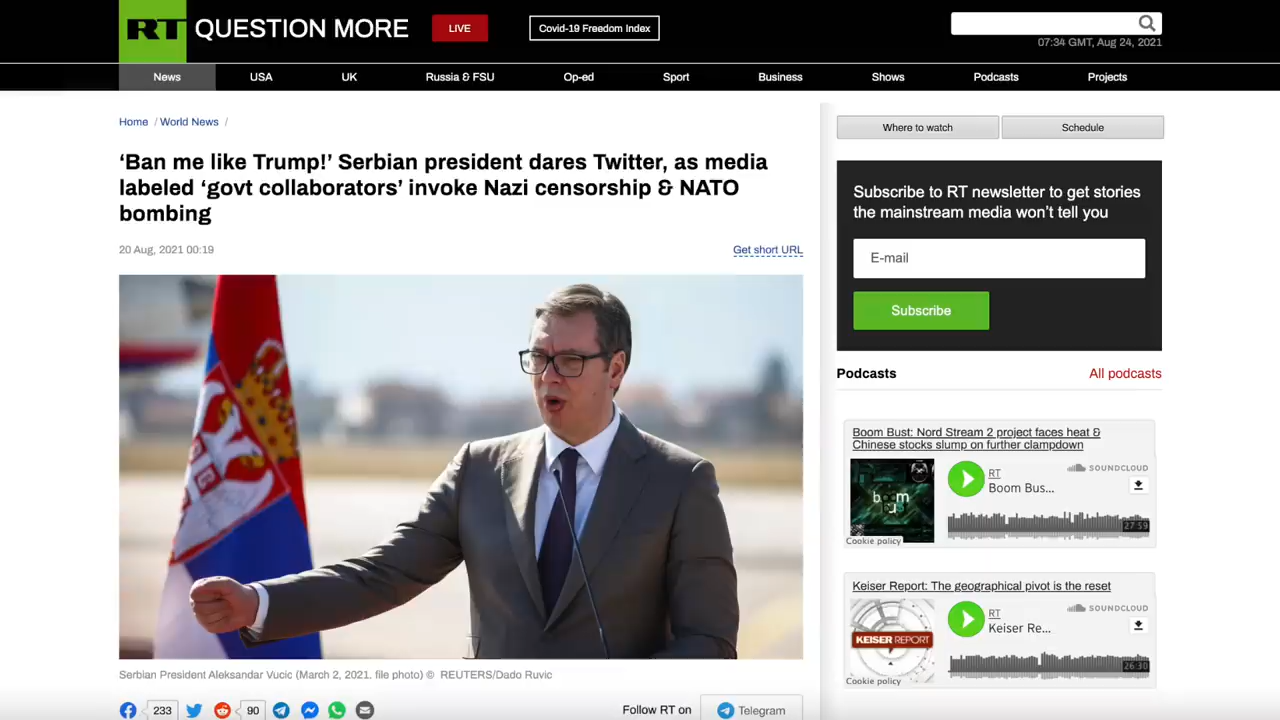 RT QUESTION MORE
LIVE
Covid-19 Freedom Index
07:34 GMT, Aug 24, 2021
News USA UK Russia & FSU Op-ed Sport Business Shows Podcasts Projects
Home / World News /
‘Ban me like Trump!’ Serbian president dares Twitter, as media
labeled ‘govt collaborators’ invoke Nazi censorship & NATO
bombing
20 Aug, 2021 00:19
Get short URL
Serbian President Aleksandar Vucic (March 2, 2021. file photo) © REUTERS/Dado Ruvic
233
90
Follow RT on
Telegram
Where to watch
Schedule
Subscribe to RT newsletter to get stories
the mainstream media won’t tell you
E-mail
Subscribe
Podcasts
All podcasts
Boom Bust: Nord Stream 2 project faces heat &
Chinese stocks slump on further clampdown
boom
bus
RT
Boom Bus...
SOUNDCLOUD
27:59
Cookie policy
Keiser Report: The geographical pivot is the reset
KEISER REPORT
RT
Keiser Re...
SOUNDCLOUD
26:30
Cookie policy